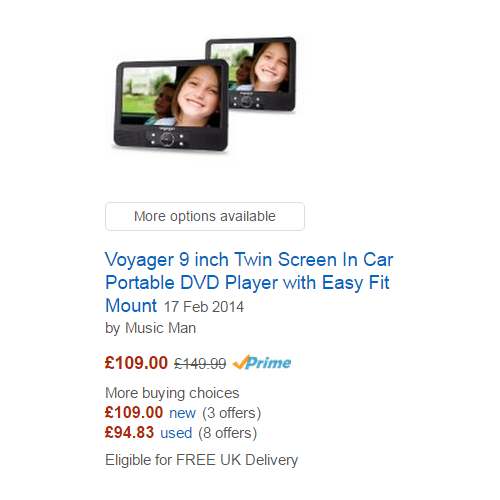 More options available
Voyager 9 inch Twin Screen In Car
Portable DVD Player with Easy Fit
Mount 17 Feb 2014
by Music Man
£109.00 £149.99 Prime
More buying choices
£109.00 new (3 offers)
£94.83 used (8 offers)
Eligible for FREE UK Delivery